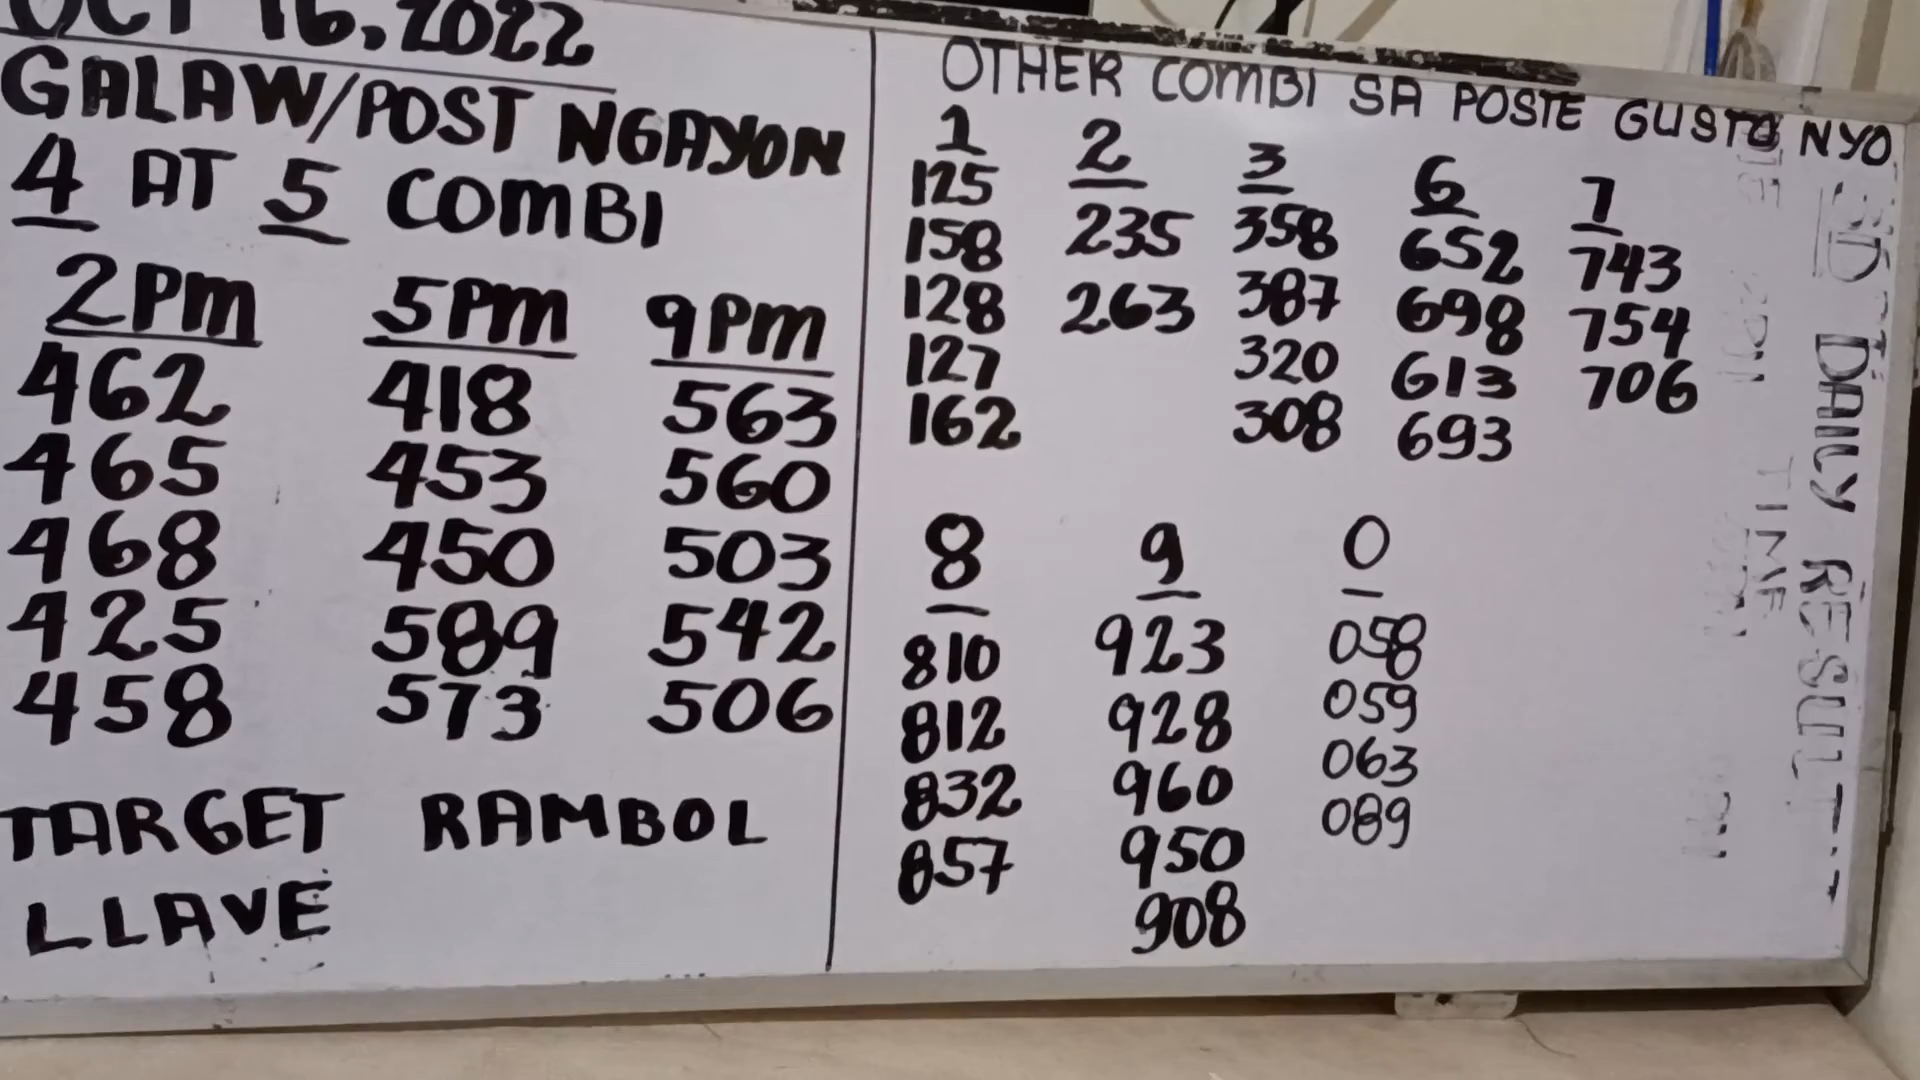 OCT 16, 2022
GALAW/POST NGAYON
4 AT 5 COMBI
2PM 5PM 9PM
462 418 563
465 453 560
468 450 503
425 589 542
458 573 506
TARGET RAMBOL
LLAVE
OTHER COMBI SA POSTE GUSTO NYO
1 2 3 6 7
125 235 358 652 743
158 263 387 698 754
128 320 613 706
127 308 693
162
8 9 0
810 923 058
812 928 059
832 960 063
857 950 089
908
3D DAILY RESULT
TIME